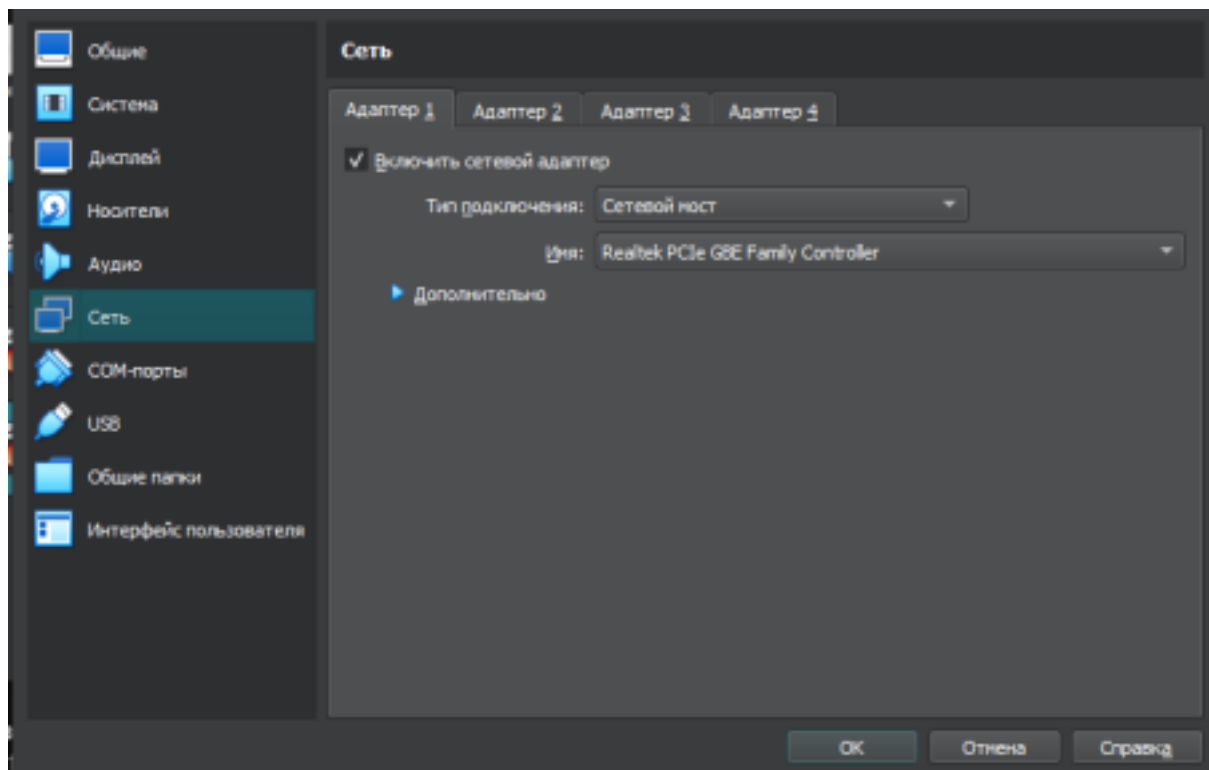 Общие
Система
Дисплей
Носители
Аудио
Сеть
COM-порты
USB
Общие папки
Интерфейс пользователя
Сеть
Адаптер 1
Адаптер 2
Адаптер 3
Адаптер 4
Включить сетевой адаптер
Тип подключения: Сетевой мост
Имя: Realtek PCIe GBE Family Controller
Дополнительно
OK
Отмена
Справка